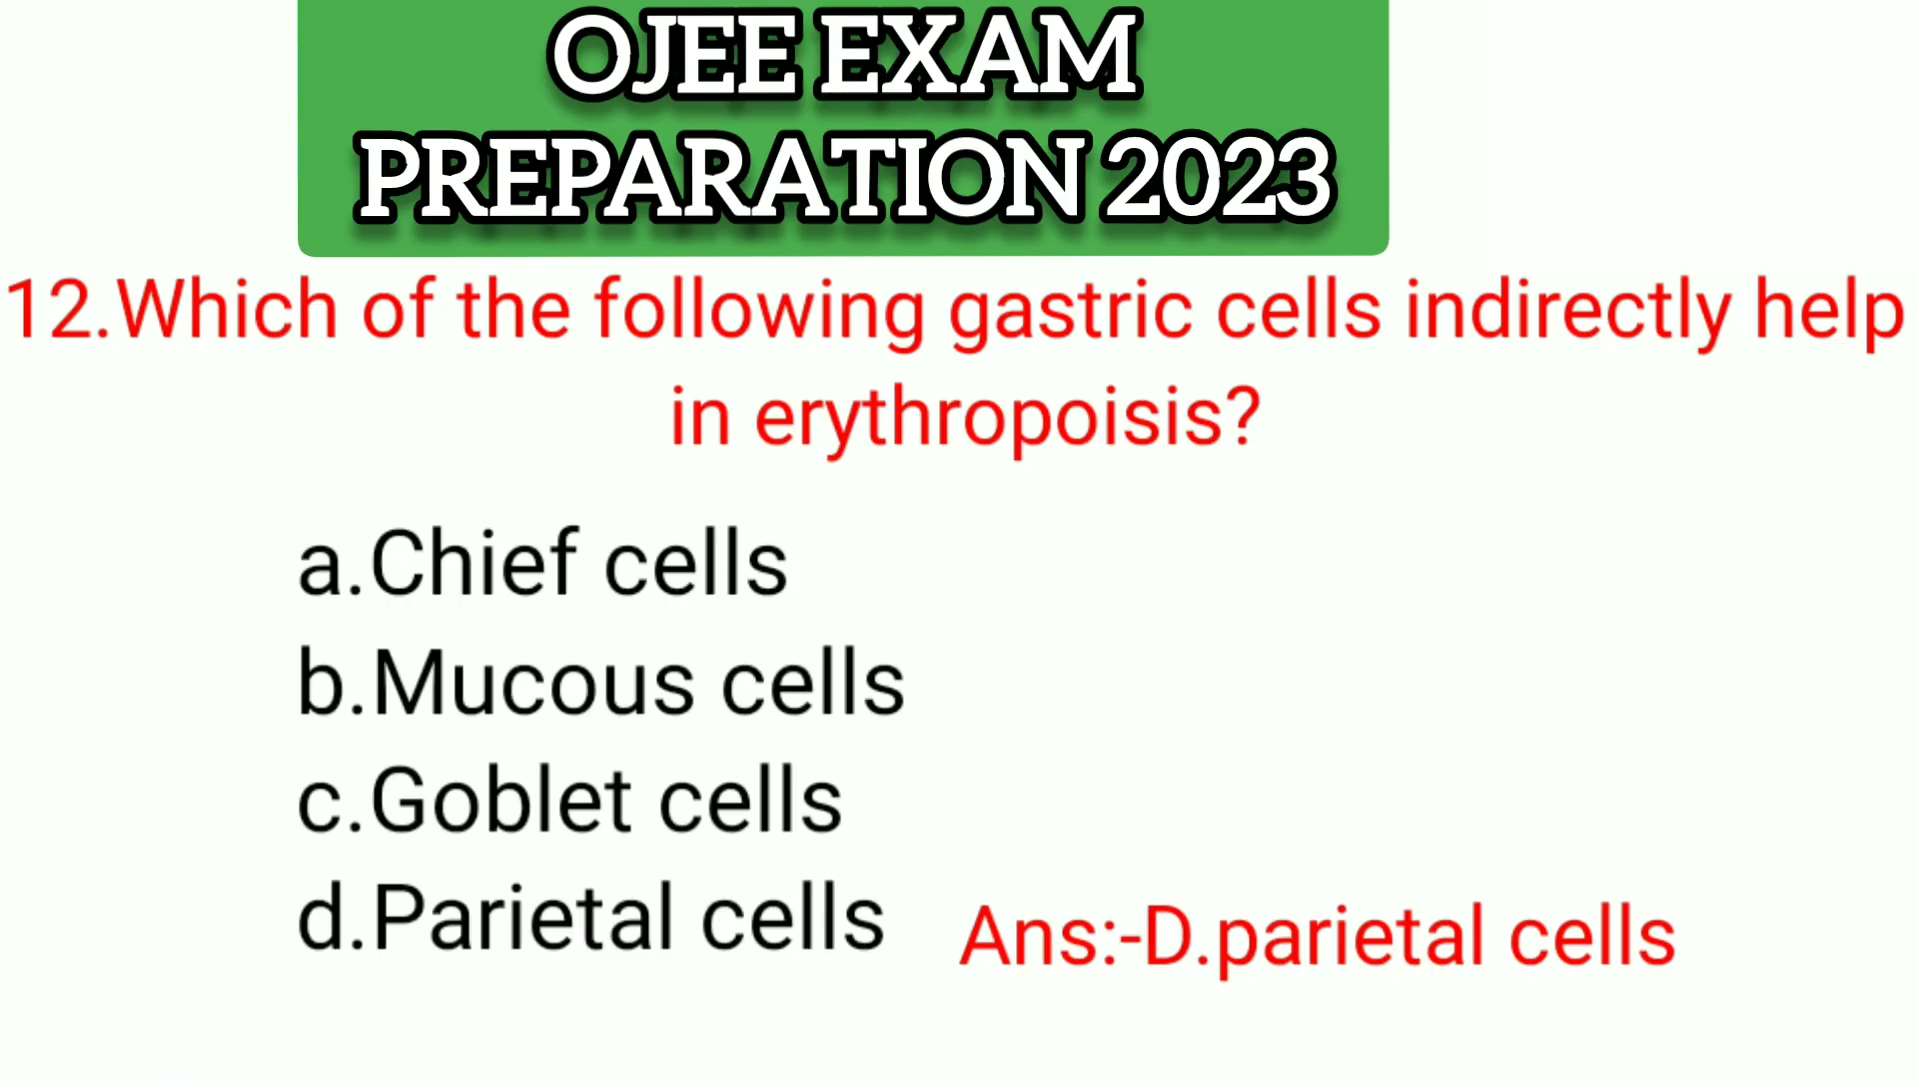 OJEE EXAM
PREPARATION 2023
12.Which of the following gastric cells indirectly help
in erythropoisis?
a.Chief cells
b.Mucous cells
c.Goblet cells
d.Parietal cells
Ans:-D.parietal cells